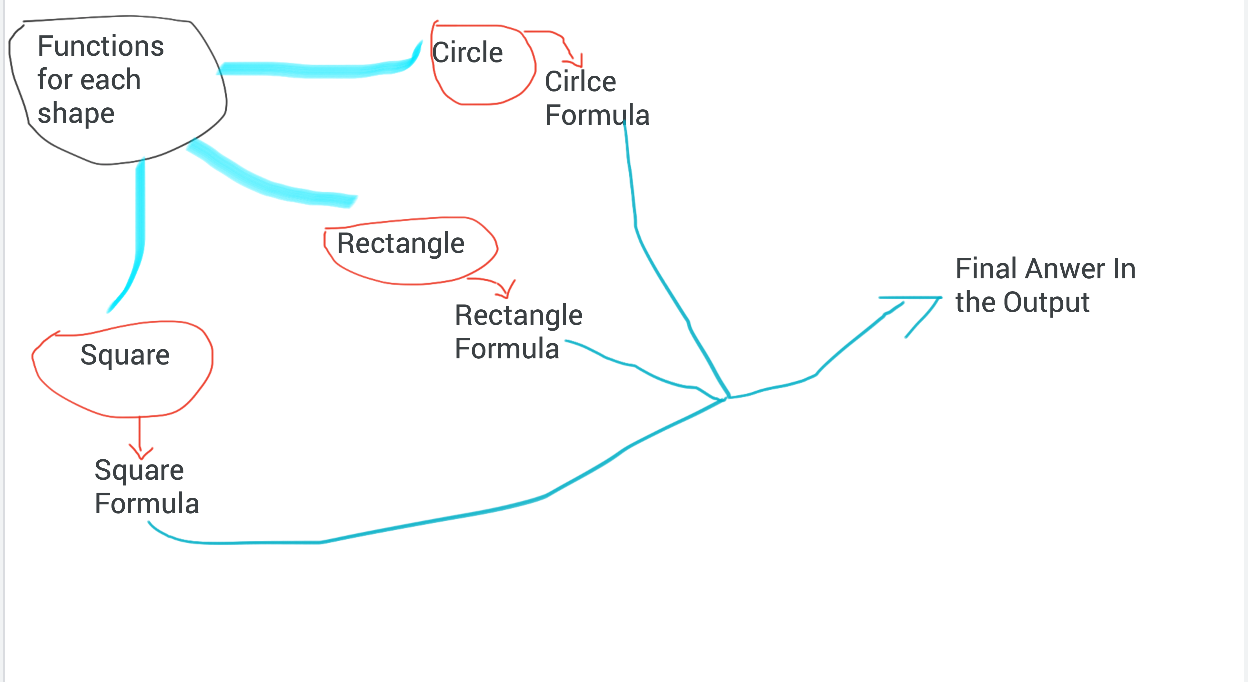 Functions
for each
shape
Circle
Cirlce
Formula
Rectangle
Rectangle
Formula
Square
Square
Formula
Final Anwer In
the Output